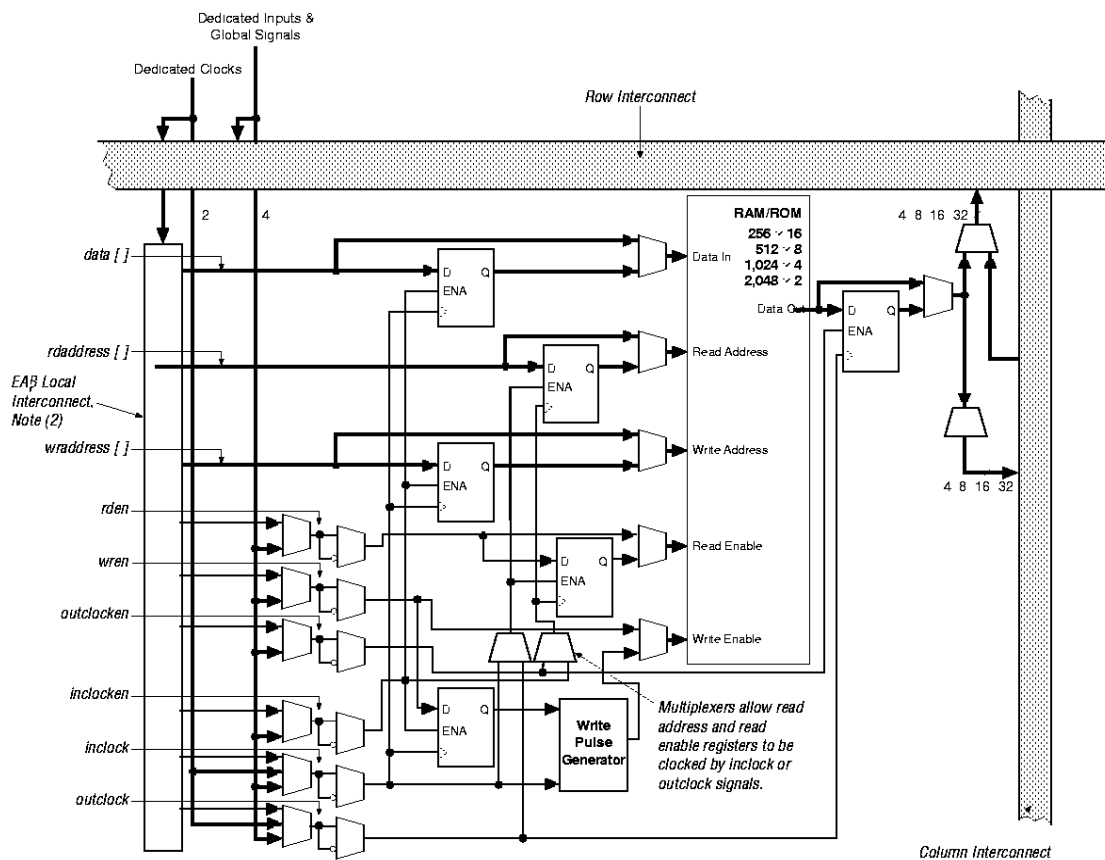 Dedicated Inputs &
Global Signals
Dedicated Clocks
Row Interconnect
2
4
RAM/ROM
256 × 16
512 × 8
1,024 × 4
2,048 × 2
4 8 16 32
data [ ]
D Q
ENA
Data In
Data Out
D Q
ENA
rdaddress [ ]
D Q
ENA
Read Address
EAB Local
Interconnect,
Note (2)
wraddress [ ]
D Q
ENA
Write Address
4 8 16 32
rden
D Q
ENA
Read Enable
wren
outclocken
Write Enable
inclocken
D Q
ENA
Write
Pulse
Generator
Multiplexers allow read
address and read
enable registers to be
clocked by inclock or
outclock signals.
inclock
outclock
Column Interconnect